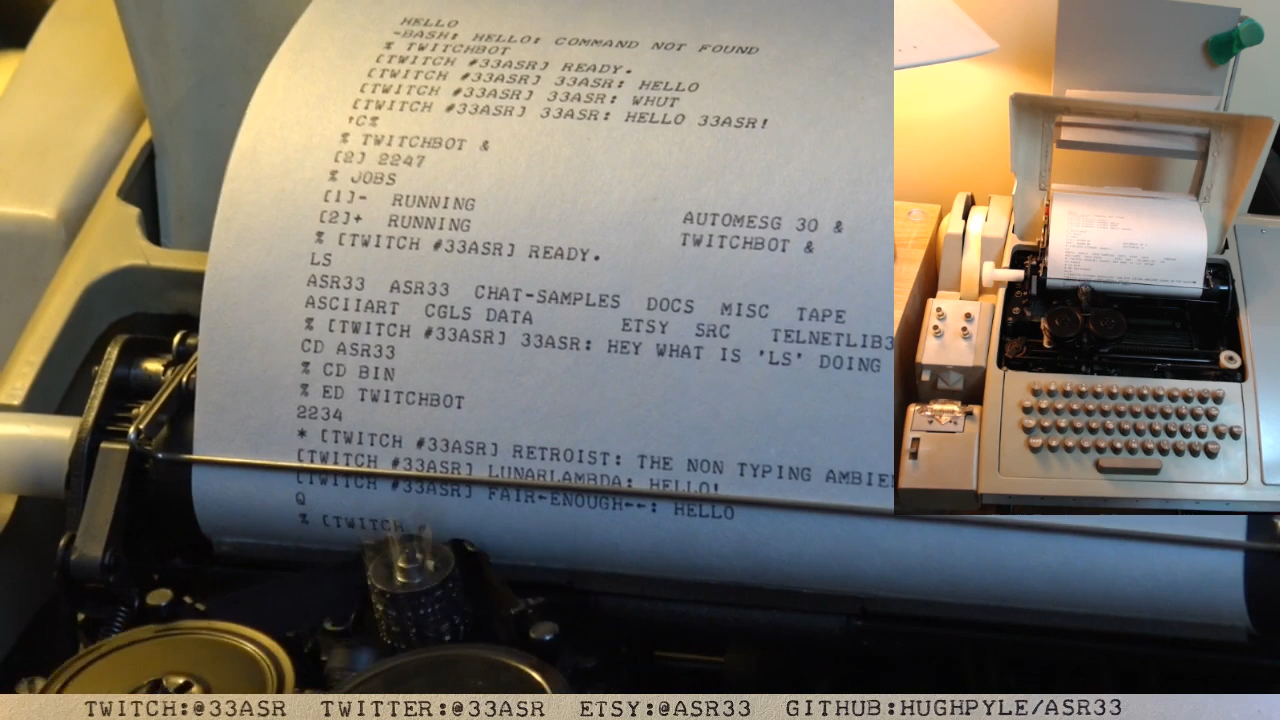 HELLO
-BASH: HELLO: COMMAND NOT FOUND
% TWITCHBOT
[TWITCH #33ASR] READY.
[TWITCH #33ASR] 33ASR: HELLO
[TWITCH #33ASR] 33ASR: WHUT
[TWITCH #33ASR] 33ASR: HELLO 33ASR!
'C%
% TWITCHBOT &
[2] 2247
% JOBS
[1]- RUNNING AUTOMESG 30 &
[2]+ RUNNING TWITCHBOT &
% [TWITCH #33ASR] READY.
LS
ASR33 ASR33 CHAT-SAMPLES DOCS MISC TAPE
ASCIIART CGLS DATA ETSY SRC TELNETLIB3
% [TWITCH #33ASR] 33ASR: HEY WHAT IS 'LS' DOING
CD ASR33
% CD BIN
% ED TWITCHBOT
2234
* [TWITCH #33ASR] RETROIST: THE NON TYPING AMBIEN
[TWITCH #33ASR] LUNARLAMBDA: HELLO!
[TWITCH #33ASR] FAIR←ENOUGH←←: HELLO
Q
% [TWITCH #
TWITCH:@33ASR TWITTER:@33ASR ETSY:@ASR33 GITHUB:HUGHPYLE/ASR33